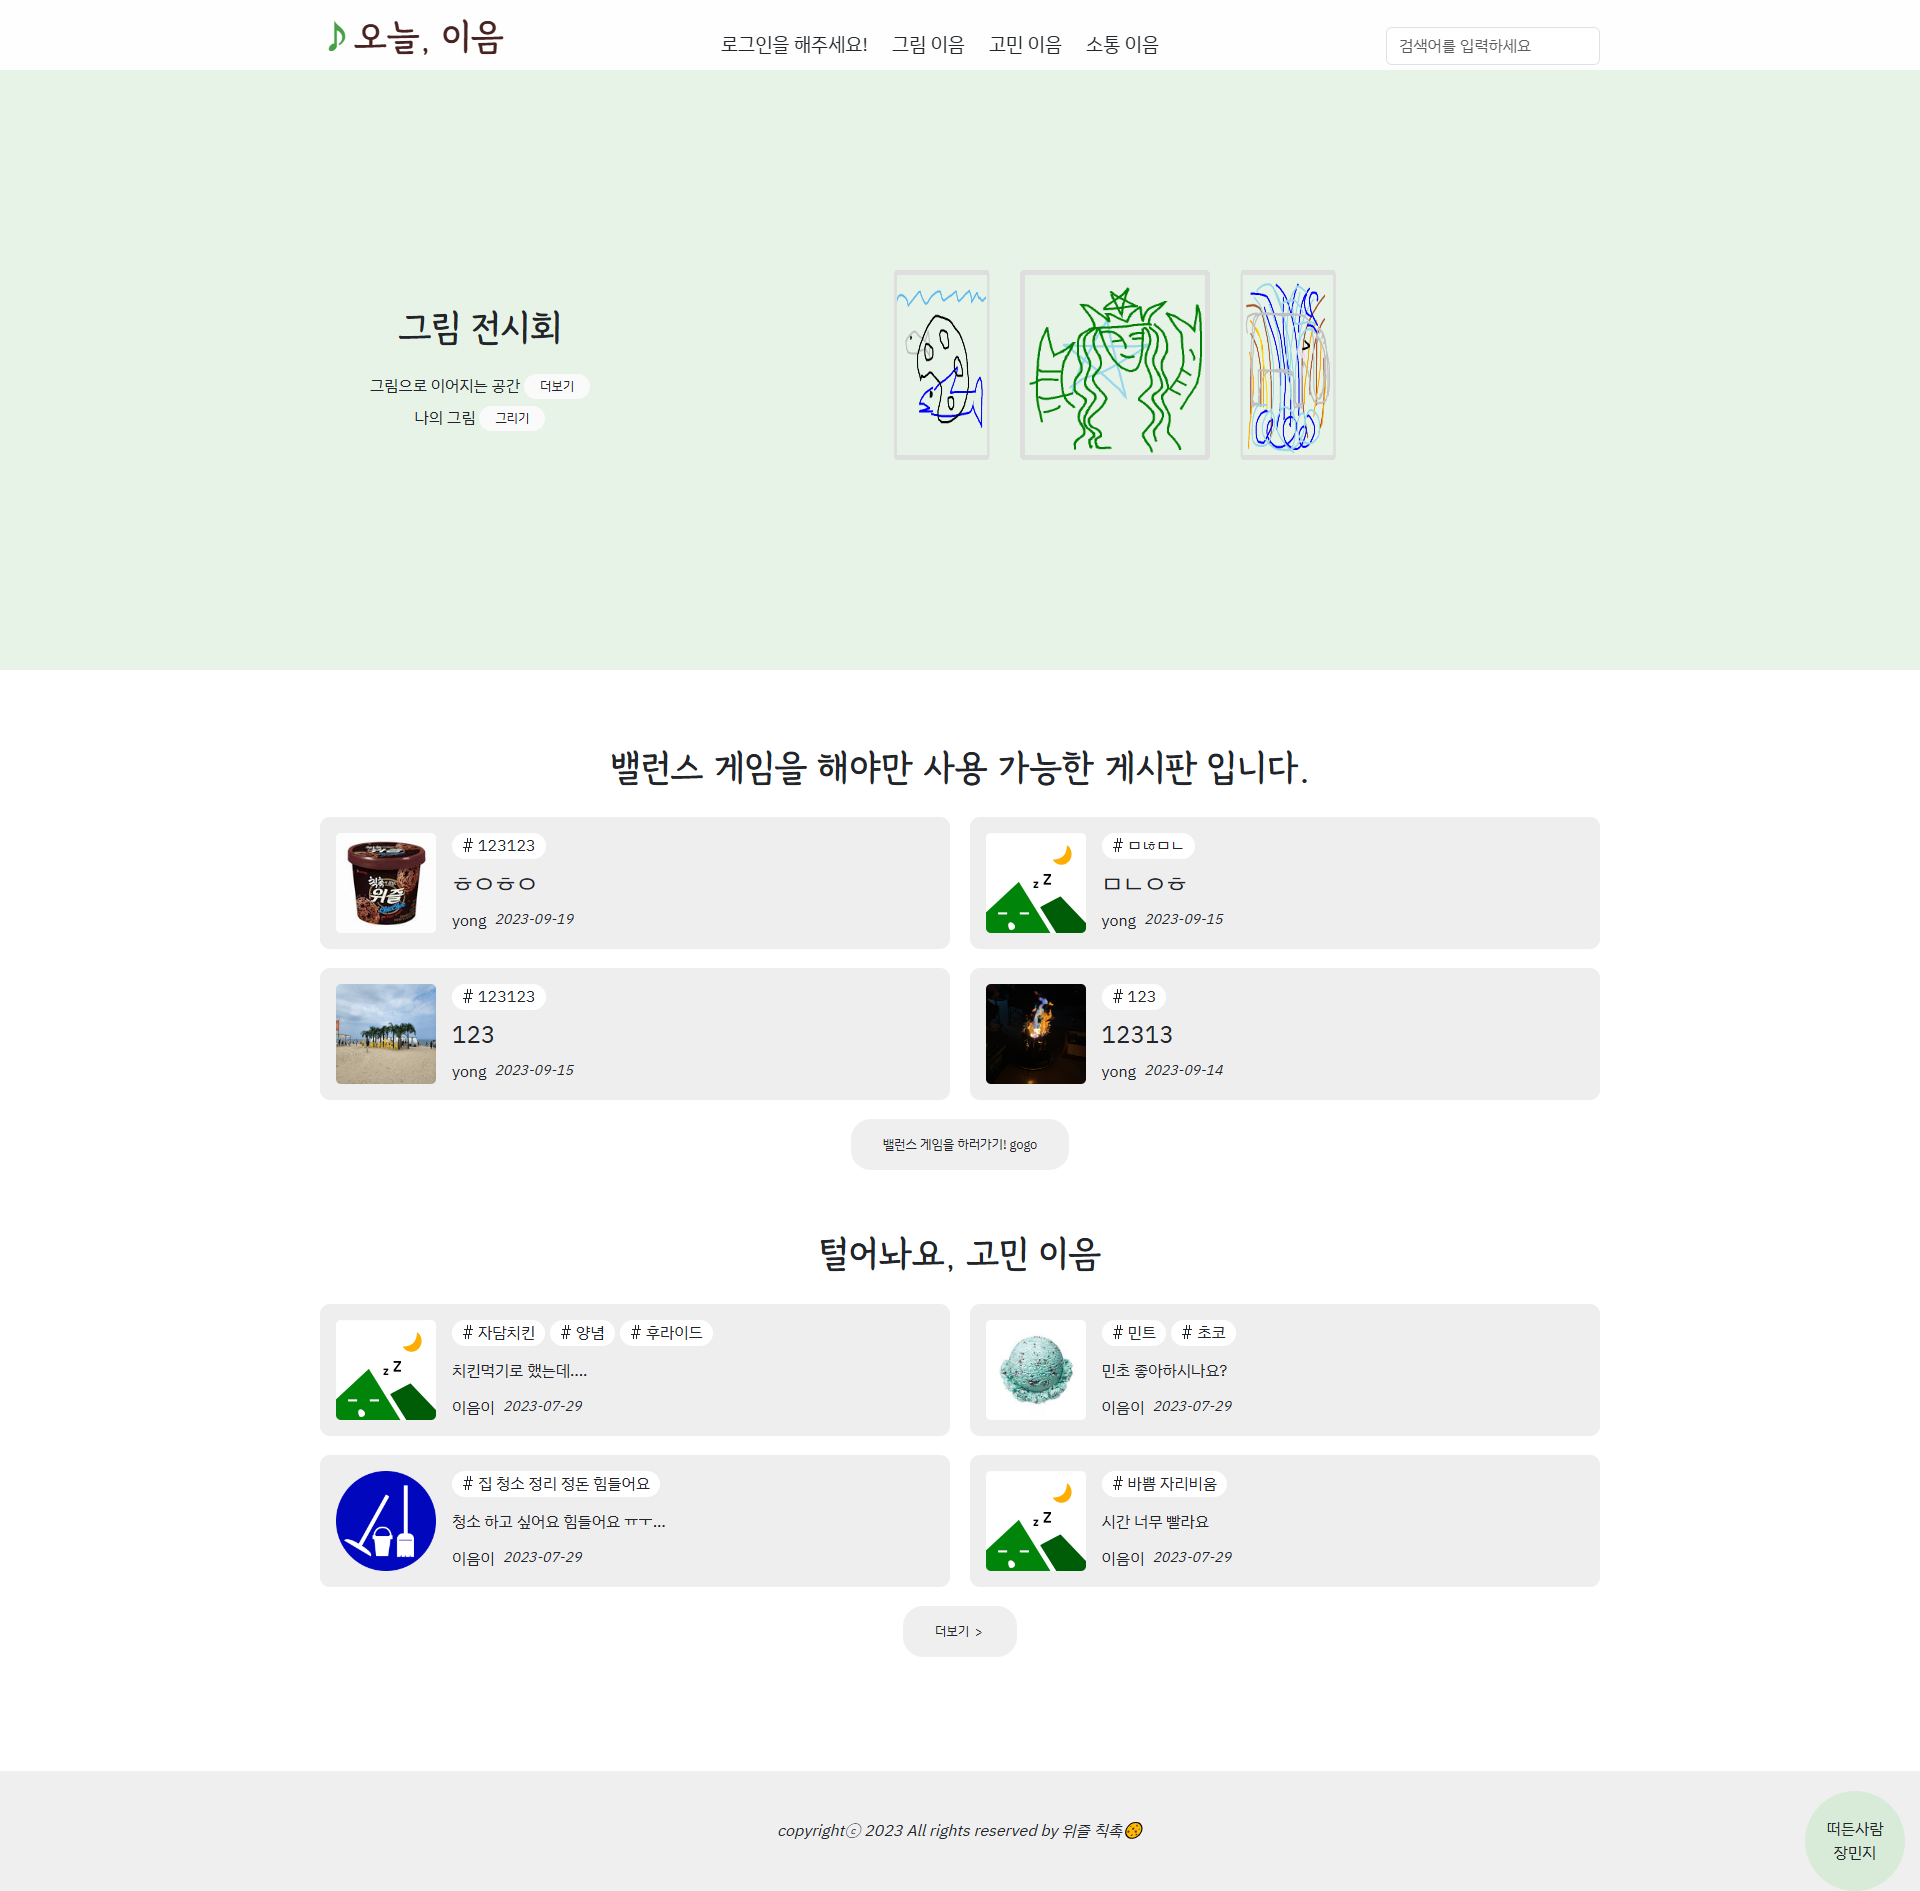 오늘, 이음
로그인을 해주세요! 그림 이음 고민 이음 소통 이음
검색어를 입력하세요
그림 전시회
그림으로 이어지는 공간 더보기
나의 그림 그리기
밸런스 게임을 해야만 사용 가능한 게시판 입니다.
# 123123
ㅎㅇㅎㅇ
yong 2023-09-19
위즐
# ㅁㄶㅁㄴ
ㅁㄴㅇㅎ
yong 2023-09-15
z Z
# 123123
123
yong 2023-09-15
# 123
12313
yong 2023-09-14
밸런스 게임을 하러가기! gogo
털어놔요, 고민 이음
# 자담치킨 # 양념 # 후라이드
치킨먹기로 했는데....
이음이 2023-07-29
z Z
# 민트 # 초코
민초 좋아하시나요?
이음이 2023-07-29
# 집 청소 정리 정돈 힘들어요
청소 하고 싶어요 힘들어요 ㅠㅜ...
이음이 2023-07-29
# 바쁨 자리비움
시간 너무 빨라요
이음이 2023-07-29
z Z
더보기 >
copyrightⓒ 2023 All rights reserved by 위즐 칙촉🍪
떠든사람
장민지